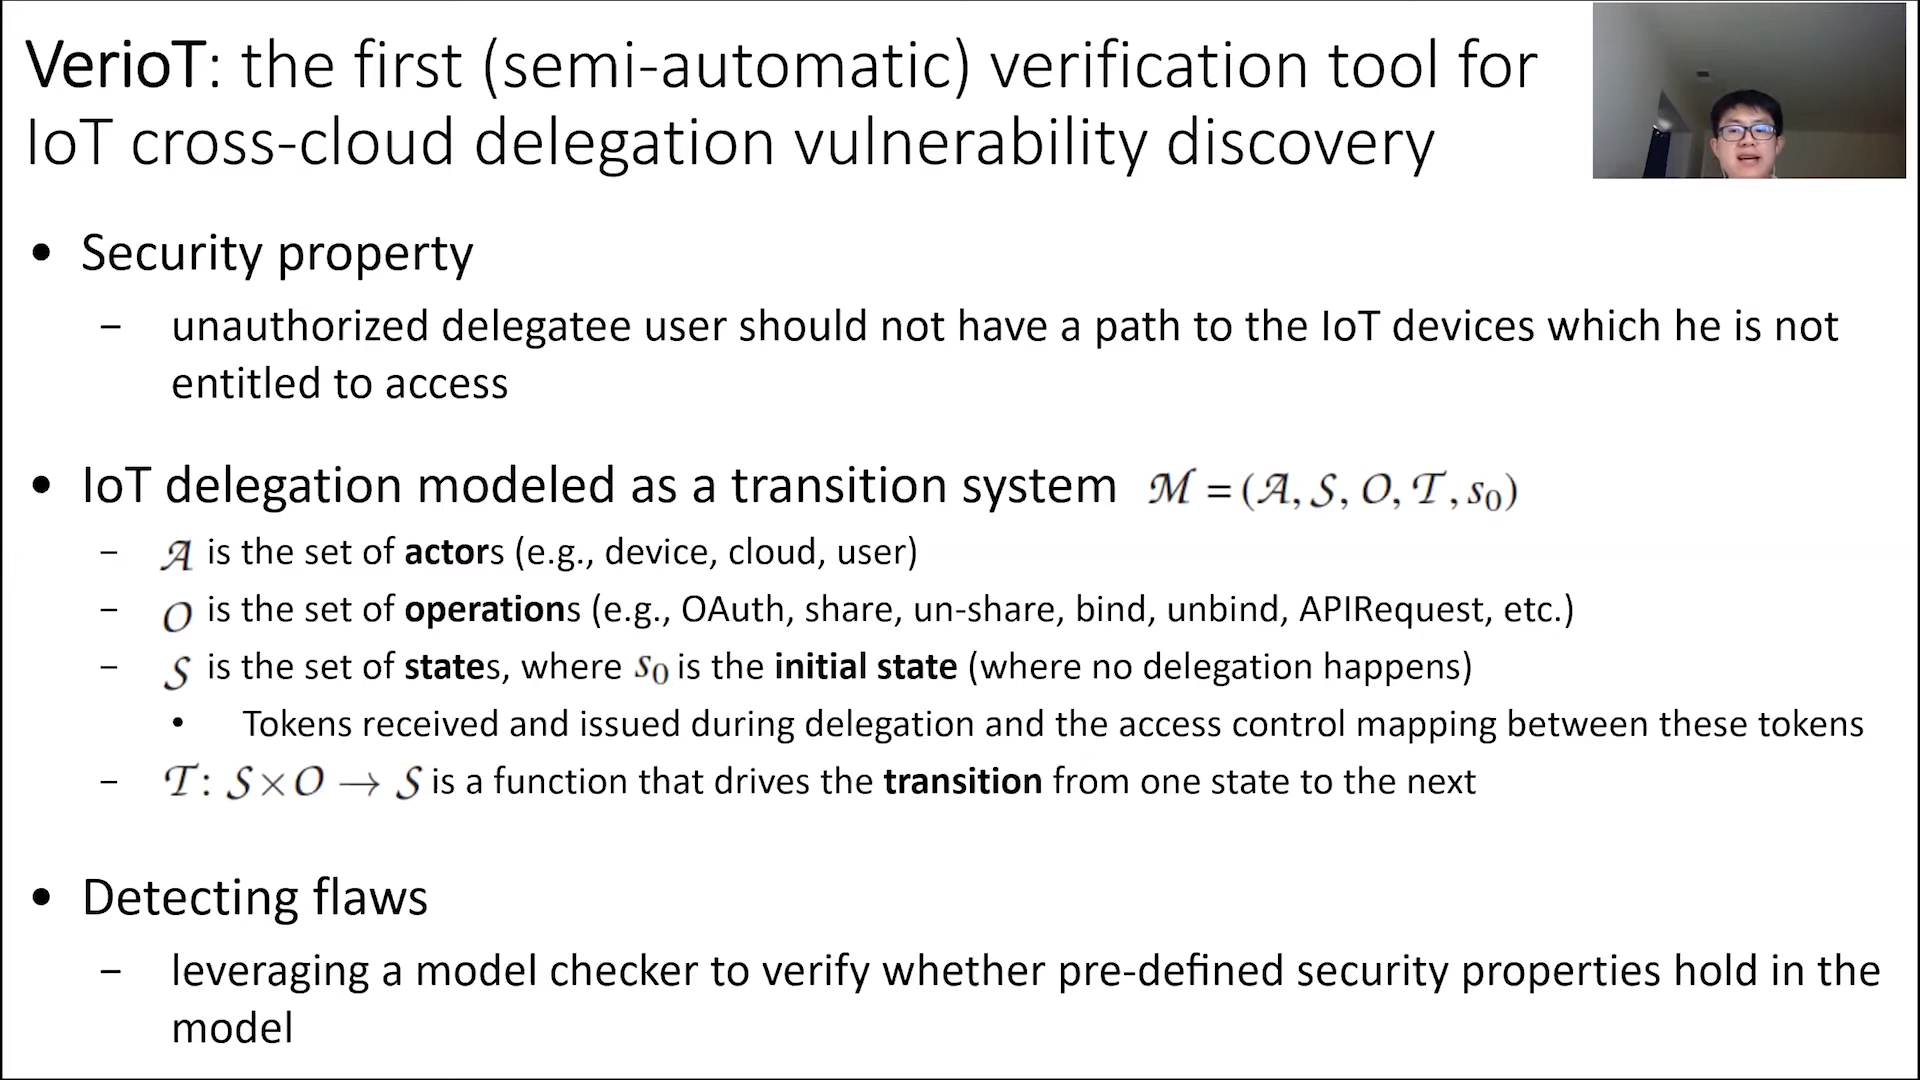 VerioT: the first (semi-automatic) verification tool for
IoT cross-cloud delegation vulnerability discovery
• Security property
– unauthorized delegatee user should not have a path to the IoT devices which he is not
entitled to access
• IoT delegation modeled as a transition system ℳ = (𝒜, 𝒮, 𝒪, 𝒯, s₀)
– 𝒜 is the set of actors (e.g., device, cloud, user)
– 𝒪 is the set of operations (e.g., OAuth, share, un-share, bind, unbind, APIRequest, etc.)
– 𝒮 is the set of states, where s₀ is the initial state (where no delegation happens)
• Tokens received and issued during delegation and the access control mapping between these tokens
– 𝒯: 𝒮×𝒪 → 𝒮 is a function that drives the transition from one state to the next
• Detecting flaws
– leveraging a model checker to verify whether pre-defined security properties hold in the
model